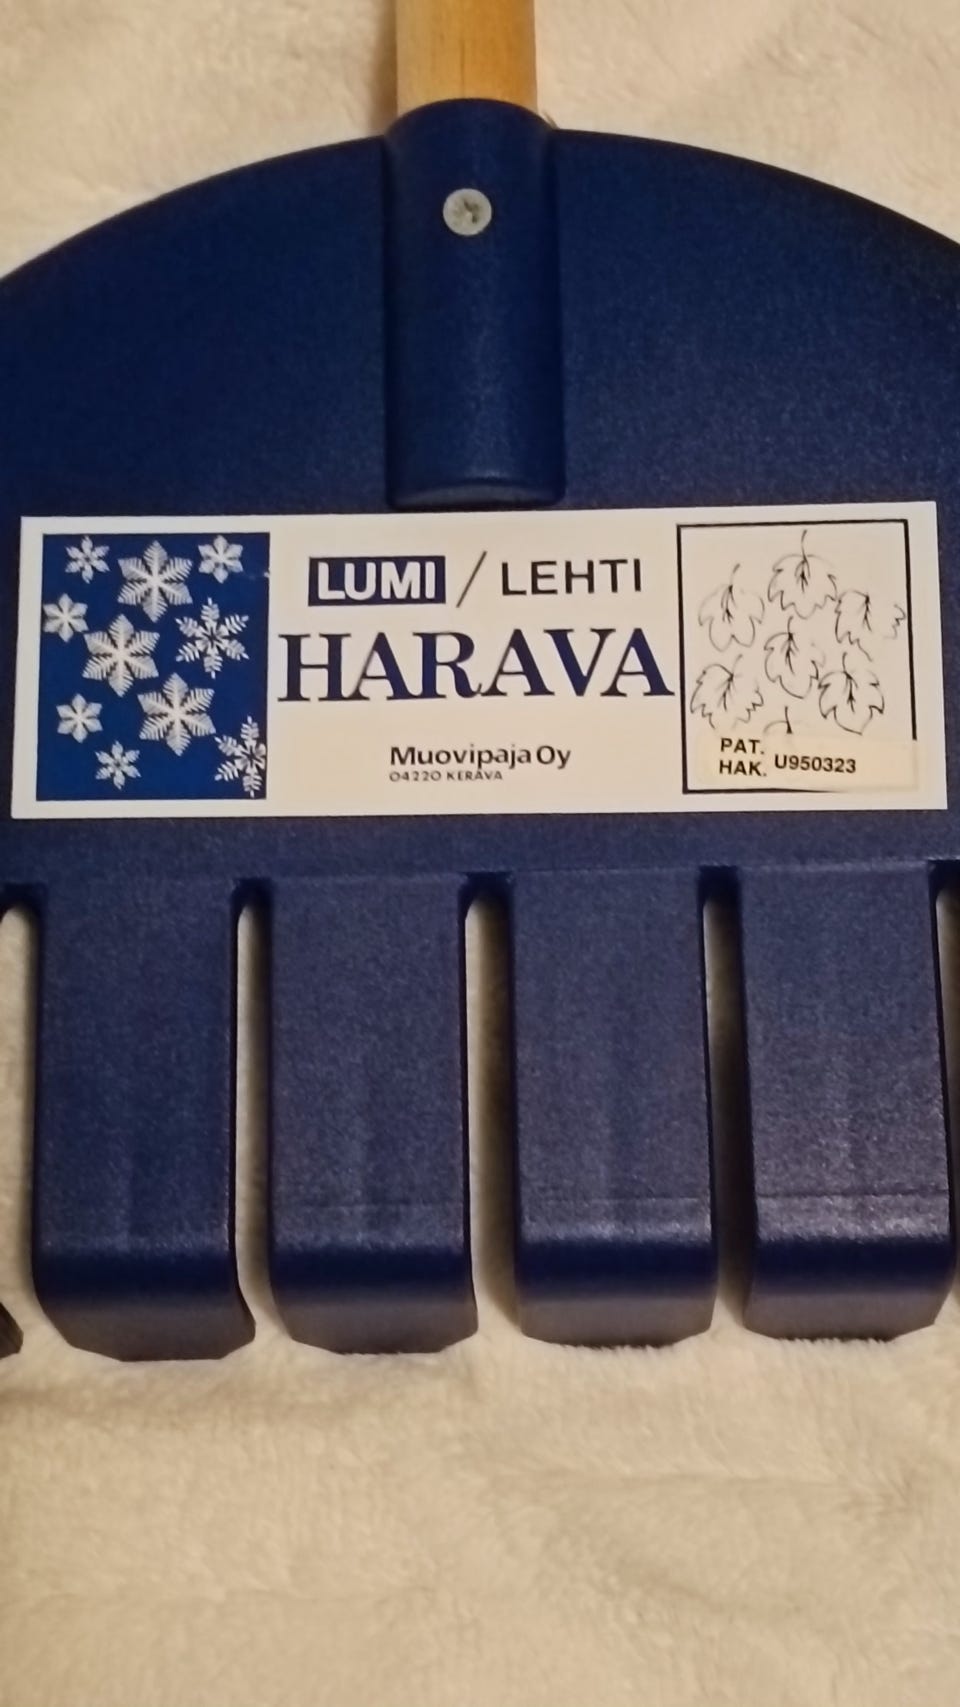 LUMI / LEHTI
HARAVA
Muovipaja Oy
04220 KERAVA
PAT.
HAK. U950323